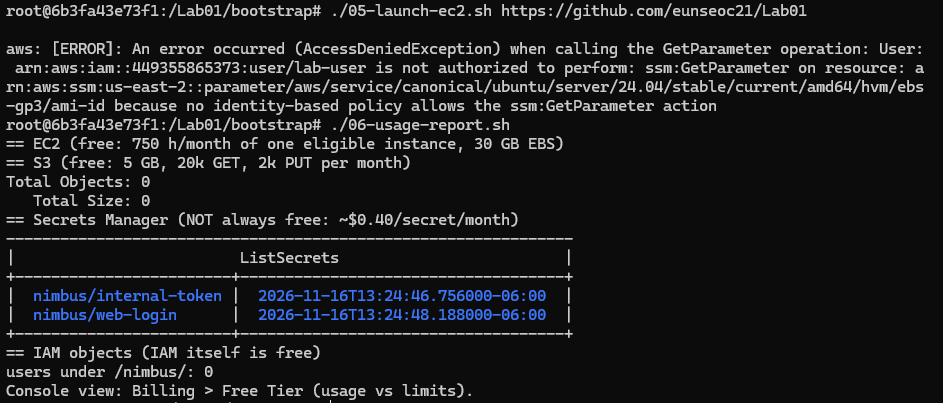 root@6b3fa43e73f1:/Lab01/bootstrap# ./05-launch-ec2.sh https://github.com/eunseoc21/Lab01
aws: [ERROR]: An error occurred (AccessDeniedException) when calling the GetParameter operation: User:
 arn:aws:iam::449355865373:user/lab-user is not authorized to perform: ssm:GetParameter on resource: a
rn:aws:ssm:us-east-2::parameter/aws/service/canonical/ubuntu/server/24.04/stable/current/amd64/hvm/ebs
-gp3/ami-id because no identity-based policy allows the ssm:GetParameter action
root@6b3fa43e73f1:/Lab01/bootstrap# ./06-usage-report.sh
== EC2 (free: 750 h/month of one eligible instance, 30 GB EBS)
== S3 (free: 5 GB, 20k GET, 2k PUT per month)
Total Objects: 0
   Total Size: 0
== Secrets Manager (NOT always free: ~$0.40/secret/month)
---------------------------------------------------------------
|                         ListSecrets                         |
+-------------------------+-----------------------------------+
|  nimbus/internal-token  |  2026-11-16T13:24:46.756000-06:00  |
|  nimbus/web-login       |  2026-11-16T13:24:48.188000-06:00  |
+-------------------------+-----------------------------------+
== IAM objects (IAM itself is free)
users under /nimbus/: 0
Console view: Billing > Free Tier (usage vs limits).